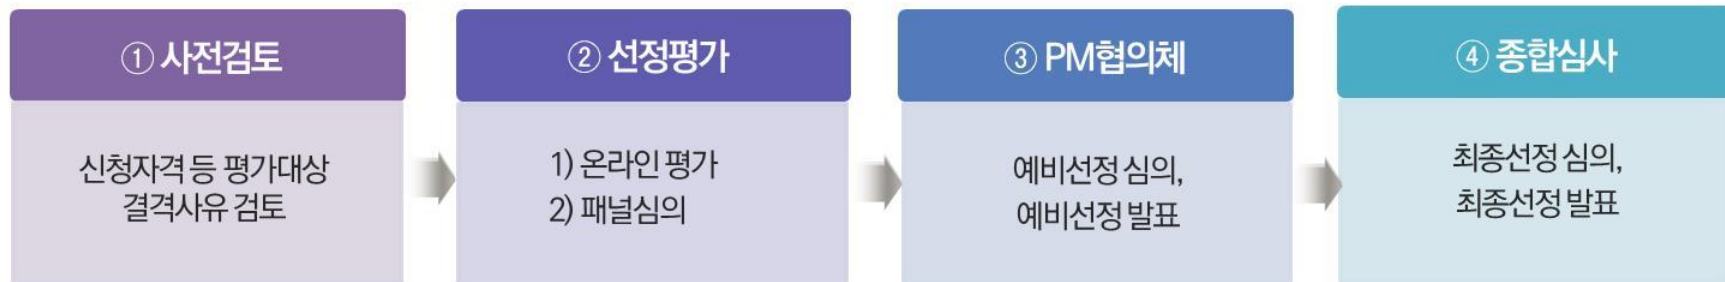 ① 사전검토
신청자격 등 평가대상
결격사유 검토
② 선정평가
1) 온라인 평가
2) 패널심의
③ PM협의체
예비선정 심의,
예비선정 발표
④ 종합심사
최종선정 심의,
최종선정 발표